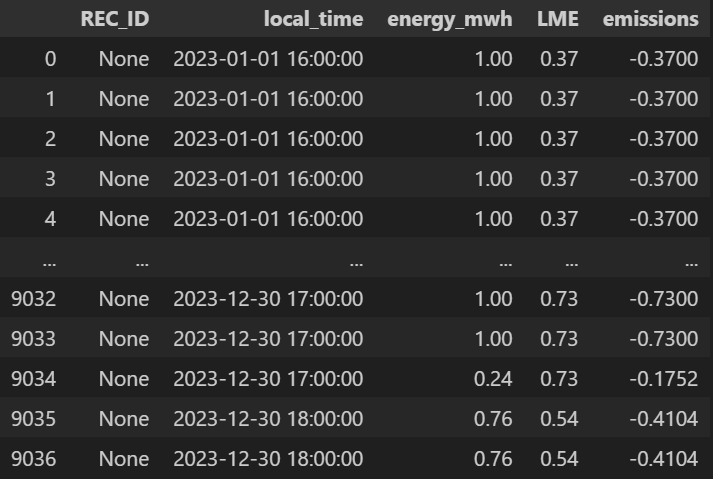 REC_ID local_time energy_mwh LME emissions
0 None 2023-01-01 16:00:00 1.00 0.37 -0.3700
1 None 2023-01-01 16:00:00 1.00 0.37 -0.3700
2 None 2023-01-01 16:00:00 1.00 0.37 -0.3700
3 None 2023-01-01 16:00:00 1.00 0.37 -0.3700
4 None 2023-01-01 16:00:00 1.00 0.37 -0.3700
... ... ... ... ... ...
9032 None 2023-12-30 17:00:00 1.00 0.73 -0.7300
9033 None 2023-12-30 17:00:00 1.00 0.73 -0.7300
9034 None 2023-12-30 17:00:00 0.24 0.73 -0.1752
9035 None 2023-12-30 18:00:00 0.76 0.54 -0.4104
9036 None 2023-12-30 18:00:00 0.76 0.54 -0.4104